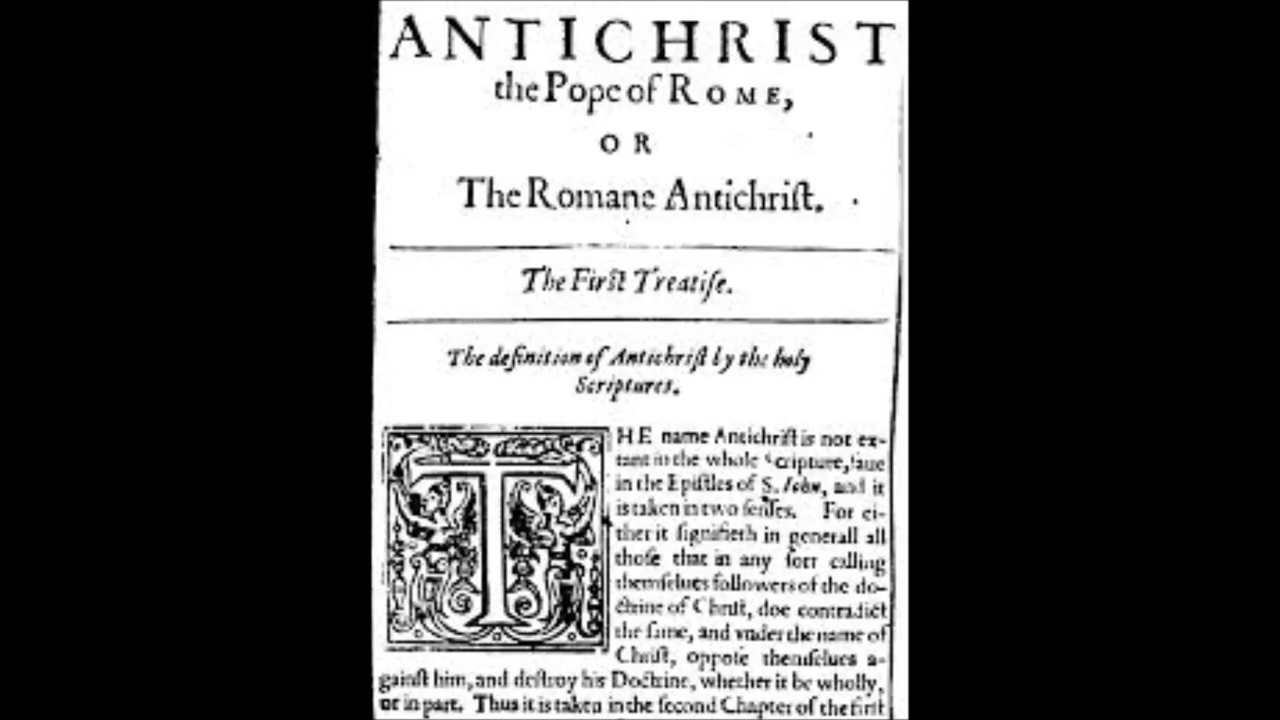 ANTICHRIST
the Pope of ROME,
OR
The Romane Antichriſt.
The Firſt Treatiſe.
The definition of Antichriſt by the holy
Scriptures.
THE name Antichriſt is not ex-
tant in the whole Scripture, ſaue
in the Epiſtles of S. Iohn, and it
is taken in two ſenſes. For ei-
ther it ſignifieth in generall all
thoſe that in any ſort calling
themſelues followers of the do-
ctrine of Chriſt, doe contradict
the ſame, and vnder the name of
Chriſt, oppoſe themſelues a-
gainſt him, and deſtroy his Doctrine, whether it be wholly,
or in part. Thus it is taken in the ſecond Chapter of the firſt